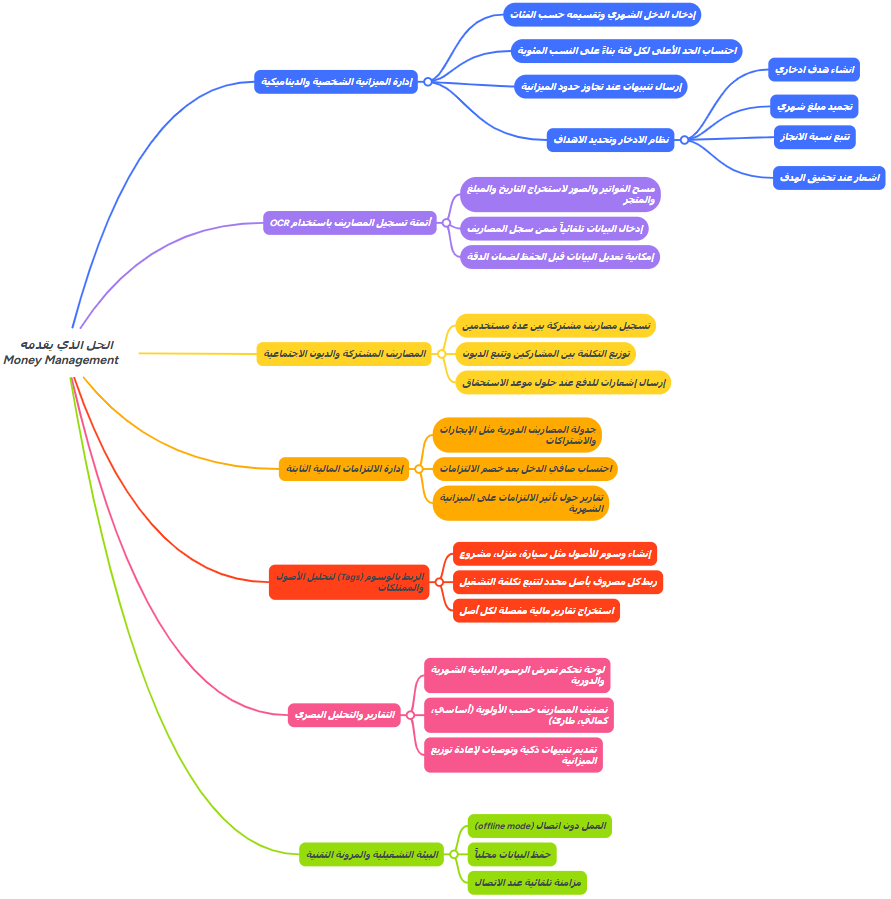 الحل الذي يقدمه
Money Management
إدارة الميزانية الشخصية والديناميكية
إدخال الدخل الشهري وتقسيمه حسب الفئات
احتساب الحد الأعلى لكل فئة بناءً على النسب المئوية
إرسال تنبيهات عند تجاوز حدود الميزانية
نظام الادخار وتحديد الاهداف
انشاء هدف ادخاري
تجميد مبلغ شهري
تتبع نسبة الانجاز
اشعار عند تحقيق الهدف
أتمتة تسجيل المصاريف باستخدام OCR
مسح الفواتير والصور لاستخراج التاريخ والمبلغ
والمتجر
إدخال البيانات تلقائياً ضمن سجل المصاريف
إمكانية تعديل البيانات قبل الحفظ لضمان الدقة
المصاريف المشتركة والديون الاجتماعية
تسجيل مصاريف مشتركة بين عدة مستخدمين
توزيع التكلفة بين المشاركين وتتبع الديون
إرسال إشعارات للدفع عند حلول موعد الاستحقاق
إدارة الالتزامات المالية الثابتة
جدولة المصاريف الدورية مثل الإيجارات
والاشتراكات
احتساب صافي الدخل بعد خصم الالتزامات
تقارير حول تأثير الالتزامات على الميزانية
الشهرية
الربط بالوسوم (Tags) لتحليل الأصول
والممتلكات
إنشاء وسوم للأصول مثل سيارة، منزل، مشروع
ربط كل مصروف بأصل محدد لتتبع تكلفة التشغيل
استخراج تقارير مالية مفصلة لكل أصل
التقارير والتحليل البصري
لوحة تحكم تعرض الرسوم البيانية الشهرية
والدورية
تصنيف المصاريف حسب الأولوية (أساسي،
كمالي، طارئ)
تقديم تنبيهات ذكية وتوصيات لإعادة توزيع
الميزانية
البيئة التشغيلية والمرونة التقنية
العمل دون اتصال (offline mode)
حفظ البيانات محلياً
مزامنة تلقائية عند الاتصال